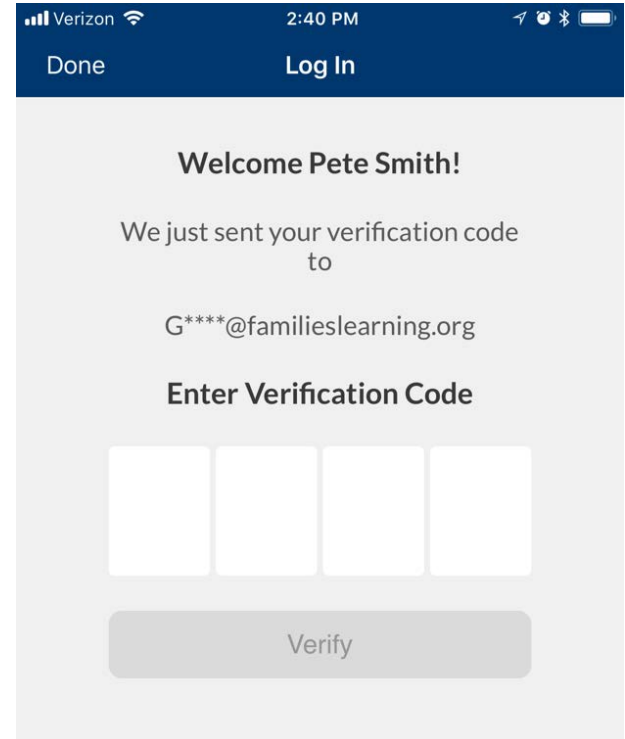 Verizon 2:40 PM
Done Log In
Welcome Pete Smith!
We just sent your verification code
to
G****@familieslearning.org
Enter Verification Code
Verify